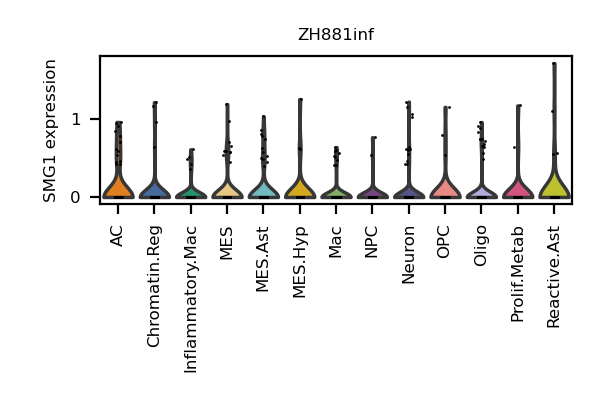 ZH881inf
SMG1 expression
1
0
AC
Chromatin.Reg
Inflammatory.Mac
MES
MES.Ast
MES.Hyp
Mac
NPC
Neuron
OPC
Oligo
Prolif.Metab
Reactive.Ast